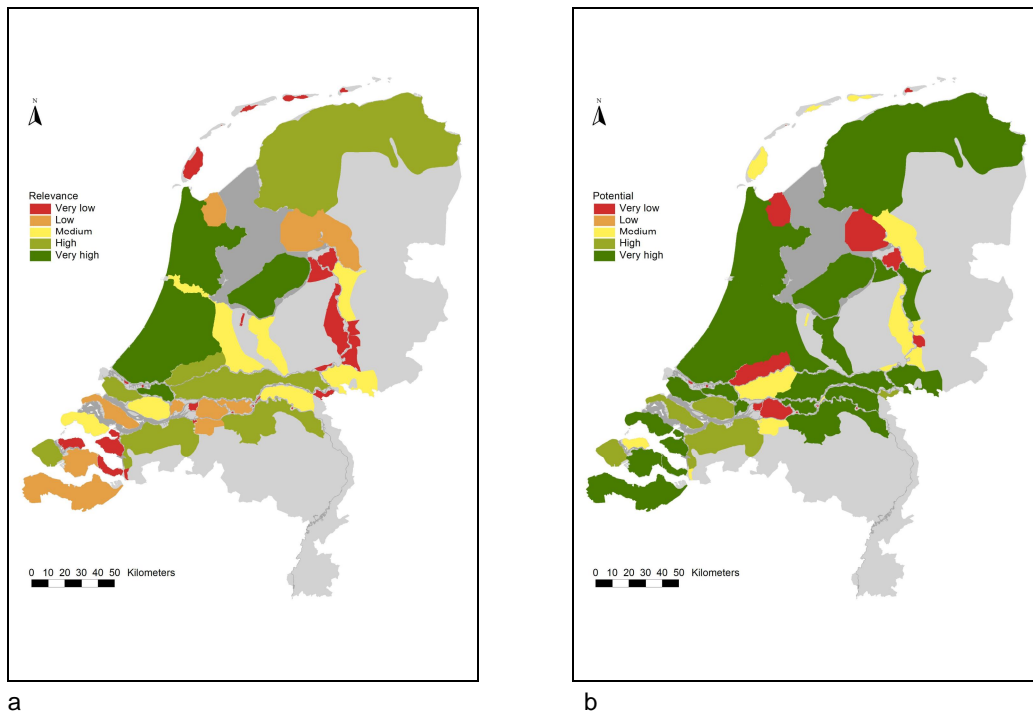 N
Relevance
Very low
Low
Medium
High
Very high
0 10 20 30 40 50 Kilometers
a
N
Potential
Very low
Low
Medium
High
Very high
0 10 20 30 40 50 Kilometers
b